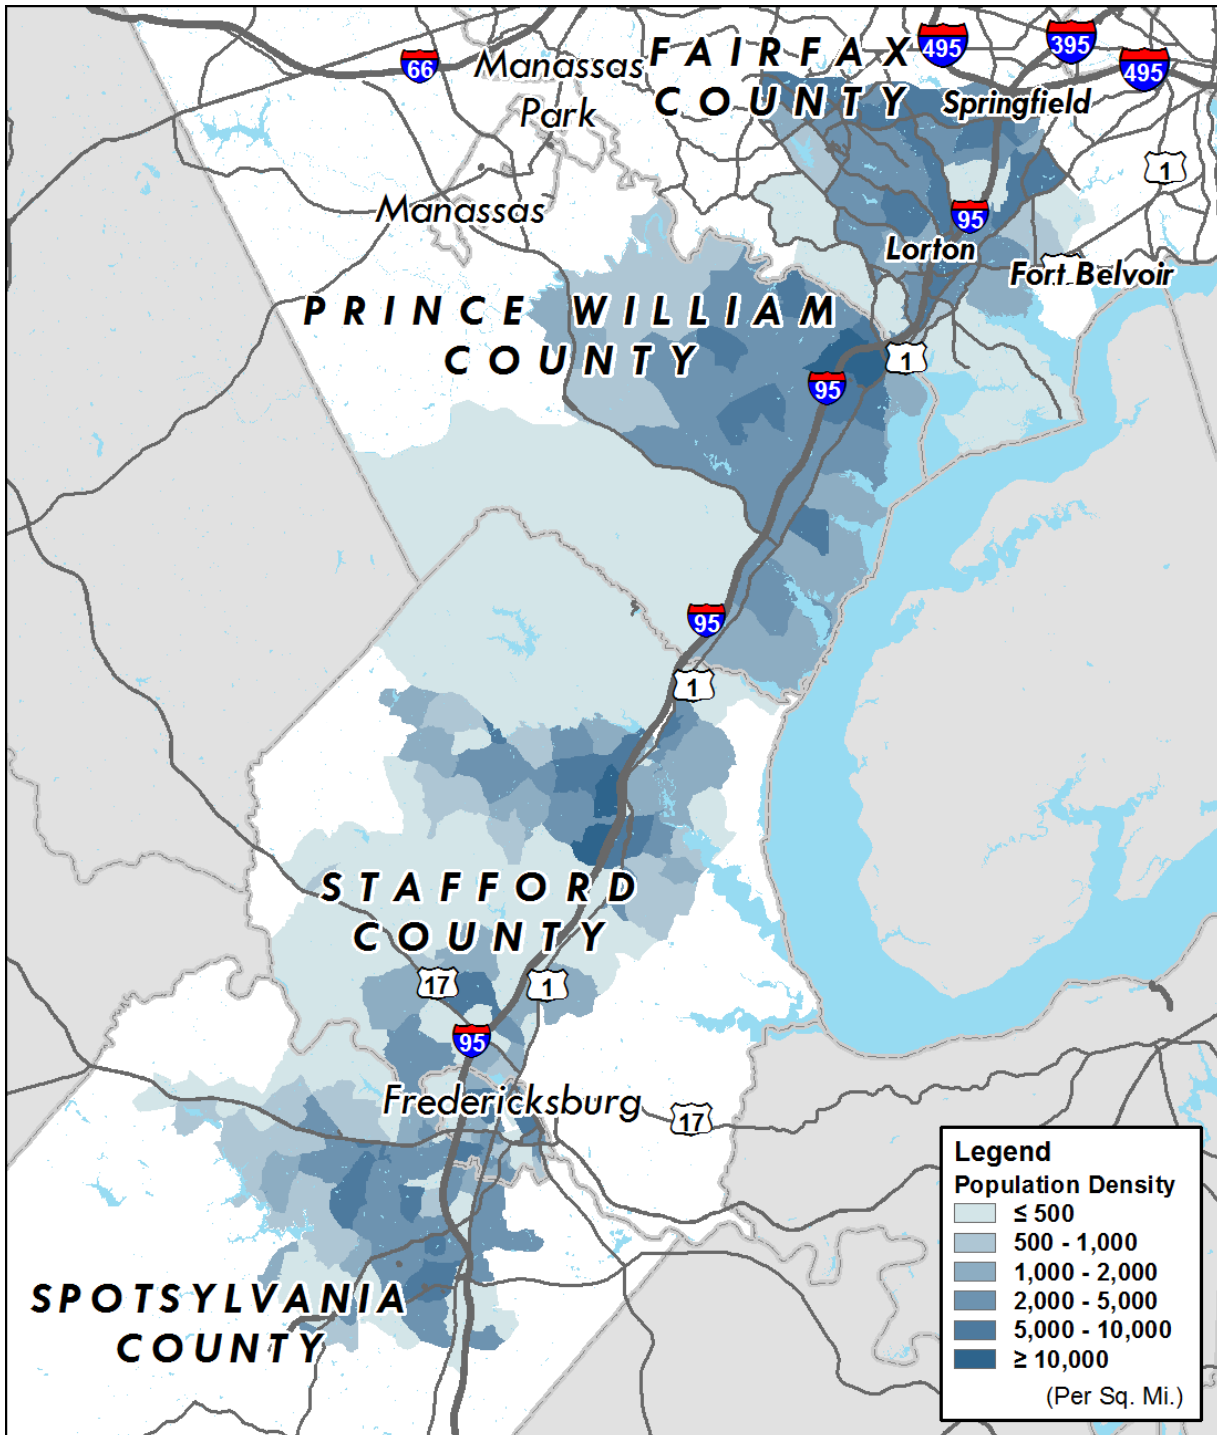 FAIRFAX
COUNTY
495
395
495
66
Manassas
Park
Springfield
1
Manassas
95
Lorton
Fort Belvoir
PRINCE WILLIAM
COUNTY
1
95
95
1
STAFFORD
COUNTY
17
1
95
Fredericksburg
17
SPOTSYLVANIA
COUNTY
Legend
Population Density
≤ 500
500 - 1,000
1,000 - 2,000
2,000 - 5,000
5,000 - 10,000
≥ 10,000
(Per Sq. Mi.)